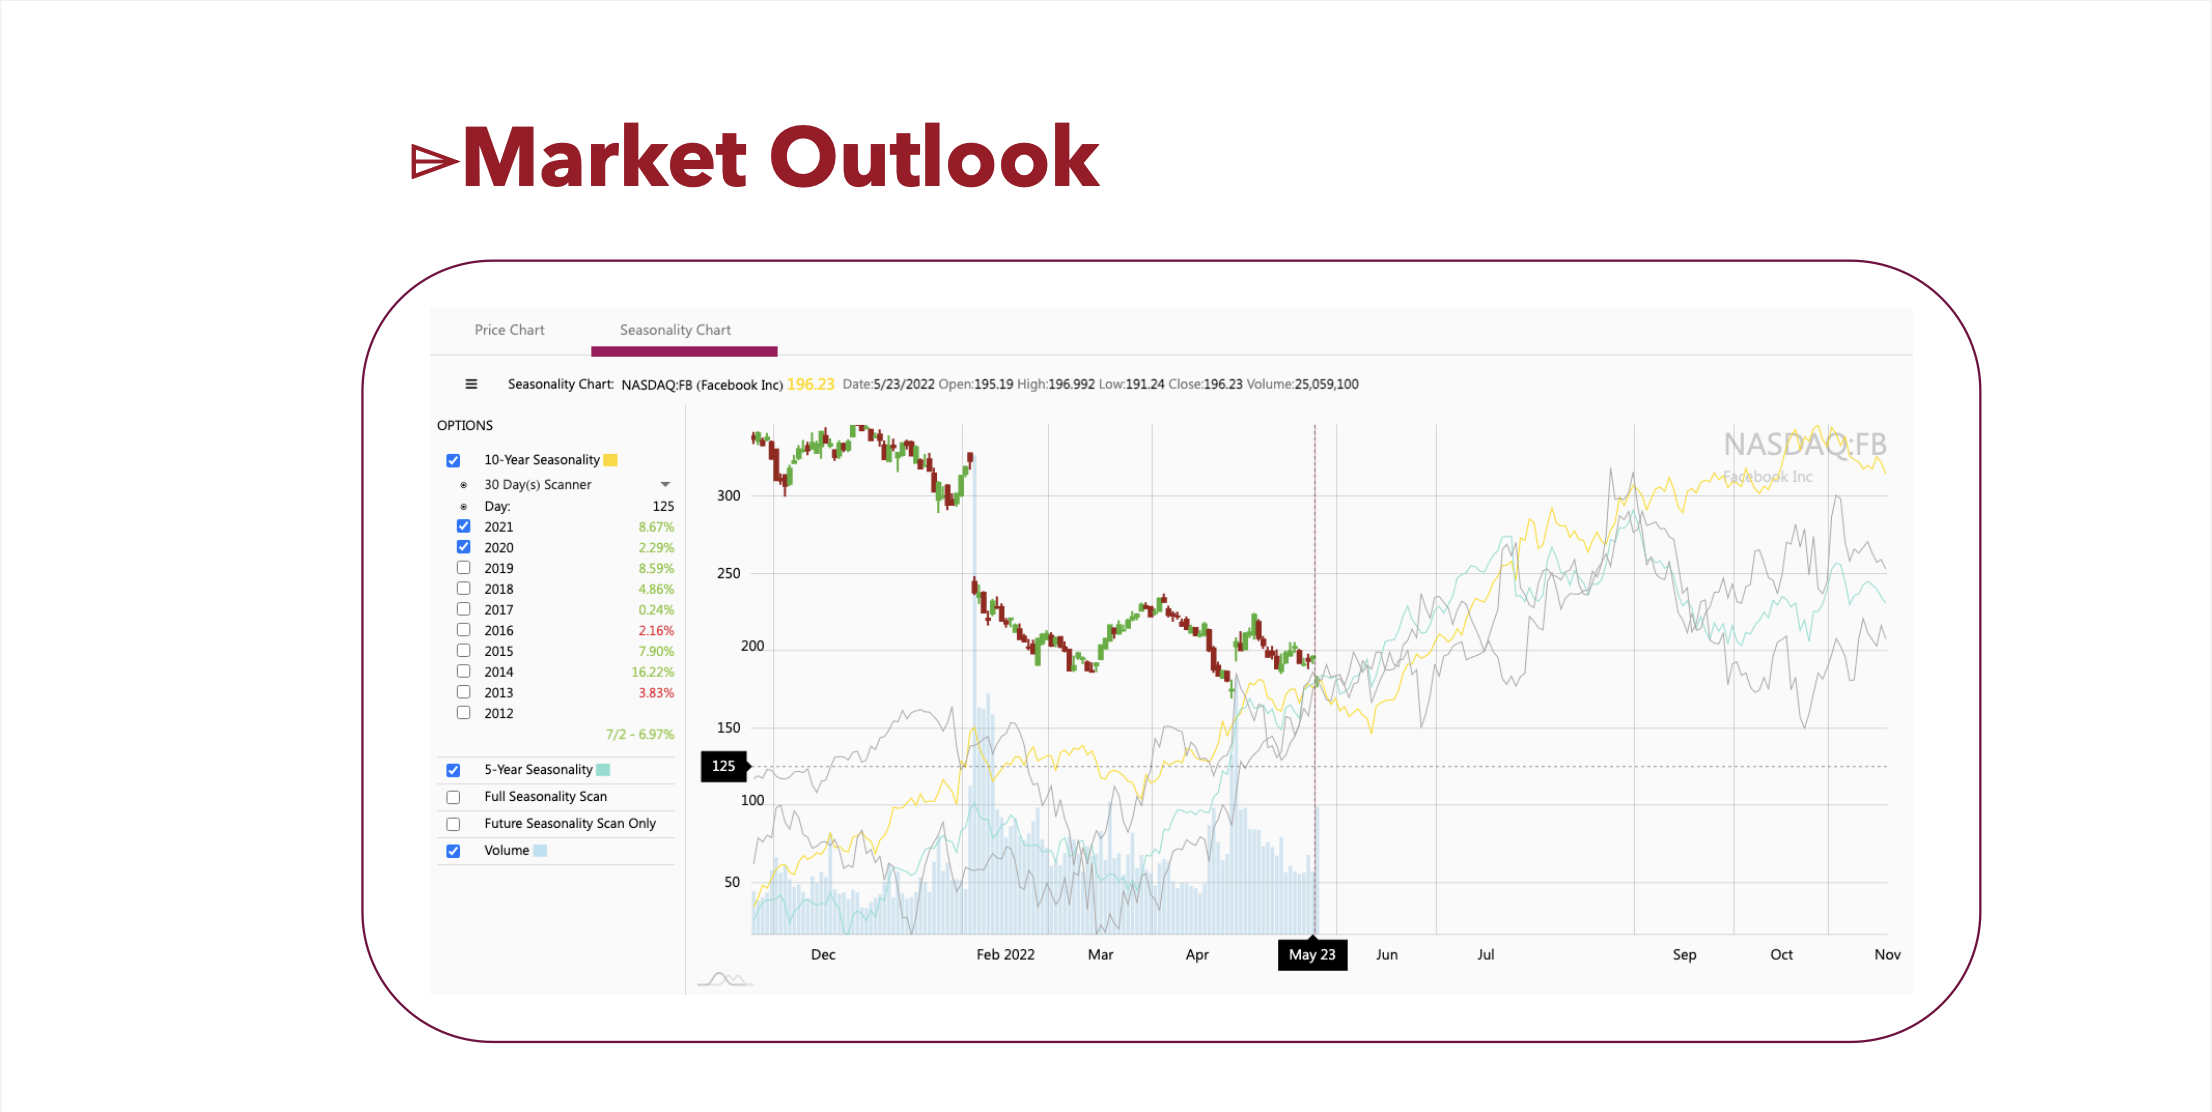 Market Outlook
Price Chart Seasonality Chart
Seasonality Chart: NASDAQ:FB (Facebook Inc) 196.23 Date:5/23/2022 Open:195.19 High:196.992 Low:191.24 Close:196.23 Volume:25,059,100
OPTIONS
10-Year Seasonality
30 Day(s) Scanner
Day: 125
2021 8.67%
2020 2.29%
2019 8.59%
2018 4.86%
2017 0.24%
2016 2.16%
2015 7.90%
2014 16.22%
2013 3.83%
2012
7/2 - 6.97%
5-Year Seasonality
Full Seasonality Scan
Future Seasonality Scan Only
Volume
NASDAQ:FB
Facebook Inc
300
250
200
150
125
100
50
Dec Feb 2022 Mar Apr May 23 Jun Jul Sep Oct Nov